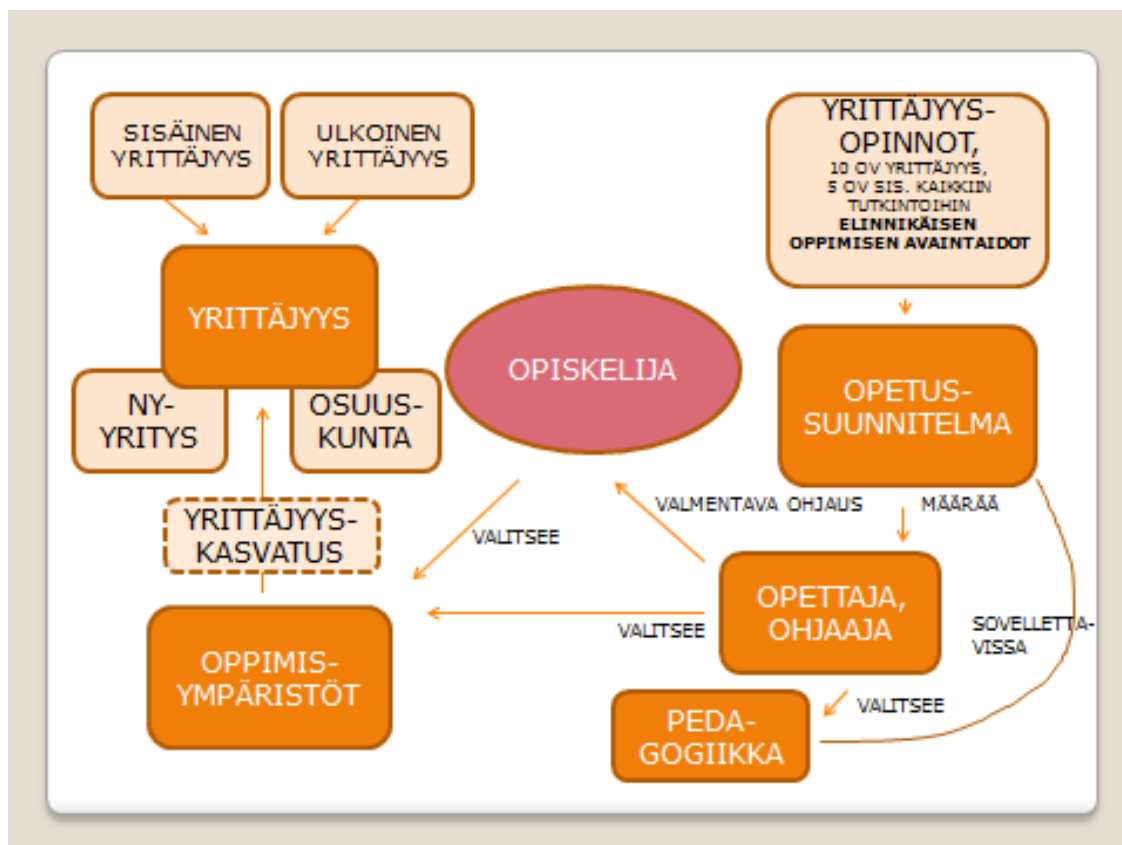 SISÄINEN
YRITTÄJYYS
ULKOINEN
YRITTÄJYYS
YRITTÄJYYS-
OPINNOT,
10 OV YRITTÄJYYS,
5 OV SIS. KAIKKIIN
TUTKINTOIHIN
ELINNIKÄISEN
OPPIMISEN AVAINTAIDOT
YRITTÄJYYS
OPISKELIJA
NY-
YRITYS
OSUUS-
KUNTA
OPETUS-
SUUNNITELMA
YRITTÄJYYS-
KASVATUS
VALITSEE
VALMENTAVA OHJAUS
MÄÄRÄÄ
OPETTAJA,
OHJAAJA
VALITSEE
SOVELLETTA-
VISSA
OPPIMIS-
YMPÄRISTÖT
VALITSEE
PEDA-
GOGIIKKA